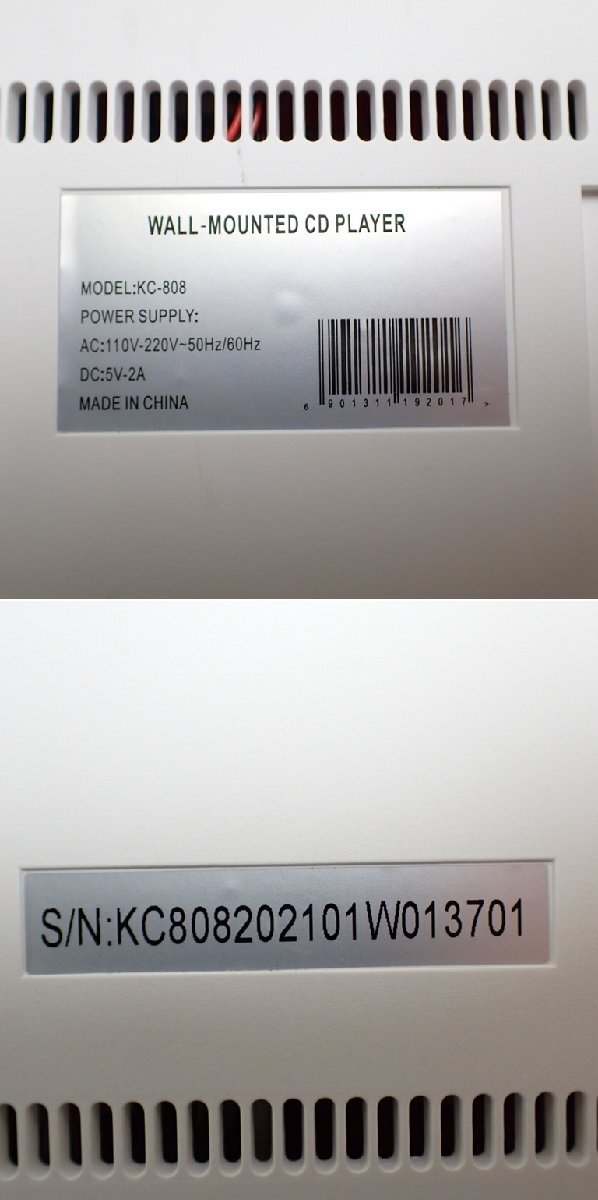 WALL-MOUNTED CD PLAYER
MODEL:KC-808
POWER SUPPLY:
AC:110V-220V~50Hz/60Hz
DC:5V-2A
MADE IN CHINA
6 901311 192017 >
S/N:KC808202101W013701